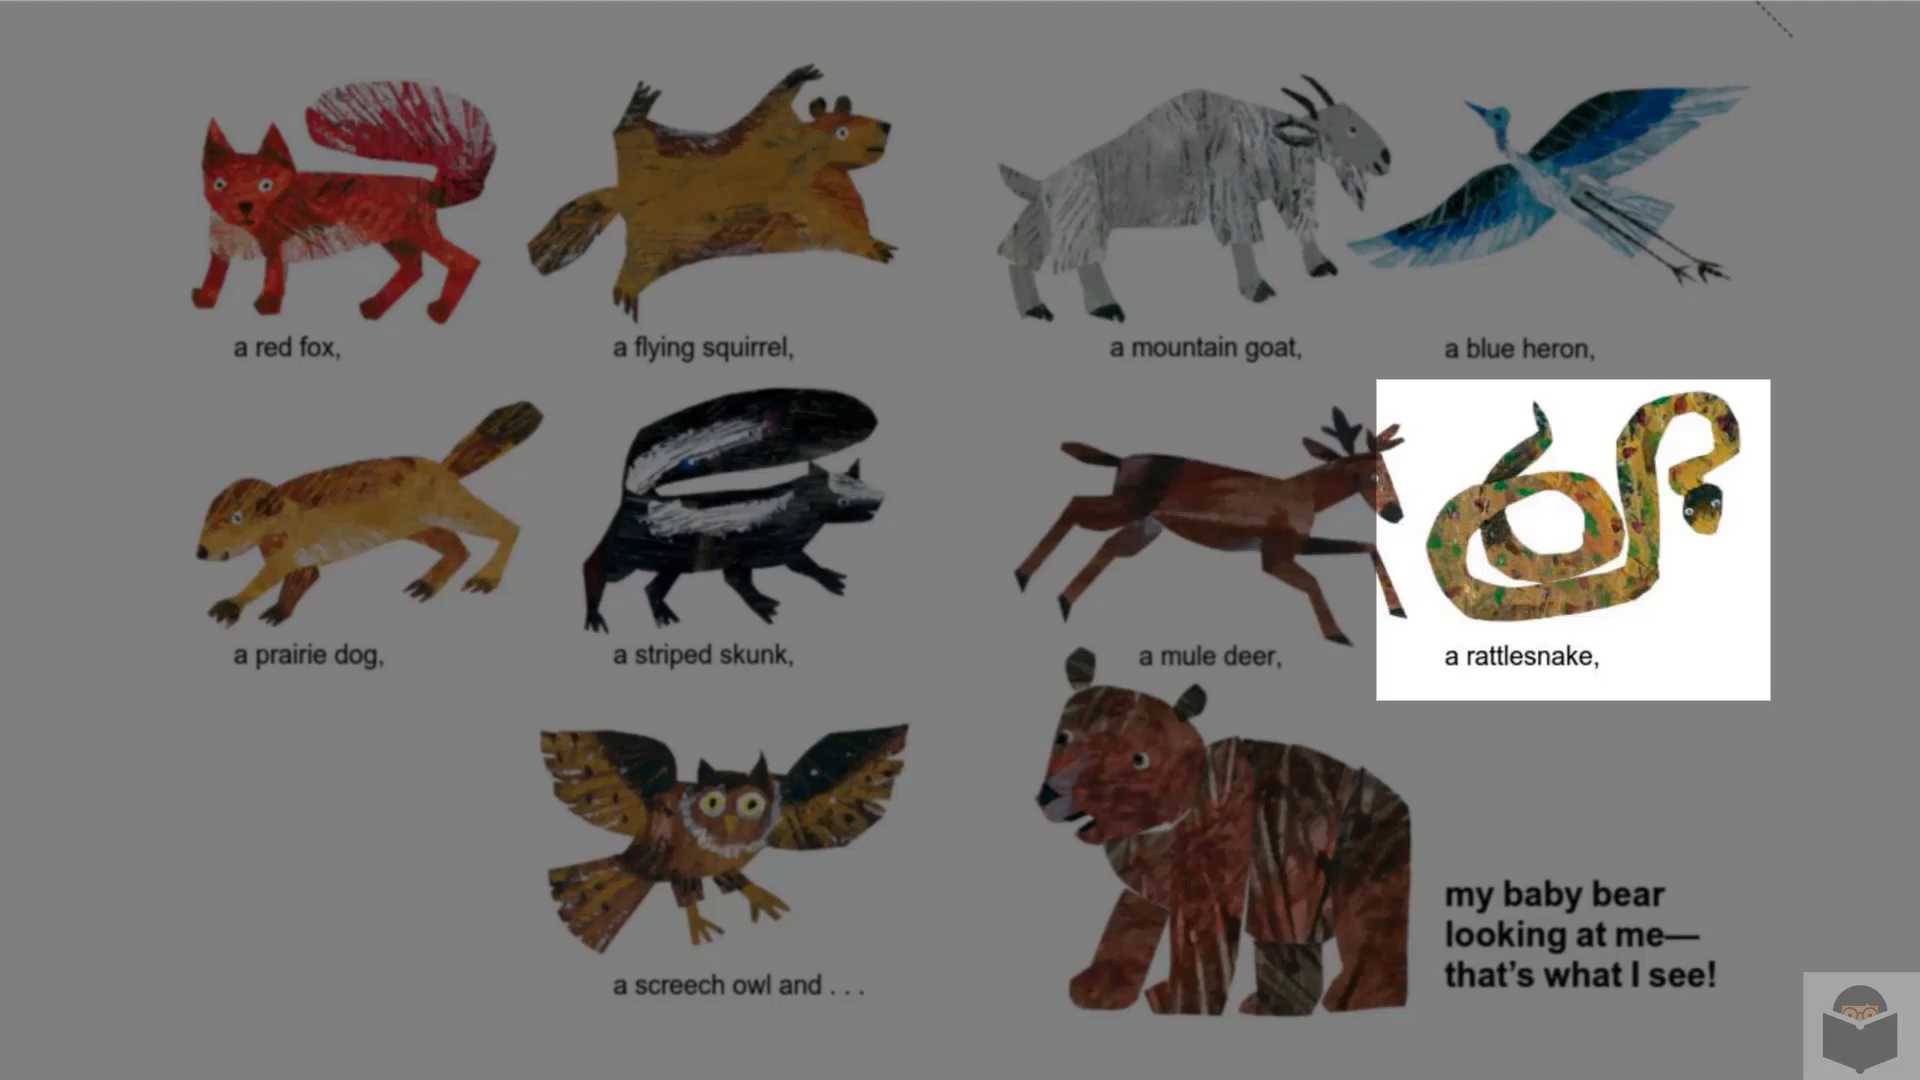 a red fox,
a flying squirrel,
a mountain goat,
a blue heron,
a prairie dog,
a striped skunk,
a mule deer,
a rattlesnake,
a screech owl and . . .
my baby bear
looking at me—
that’s what I see!